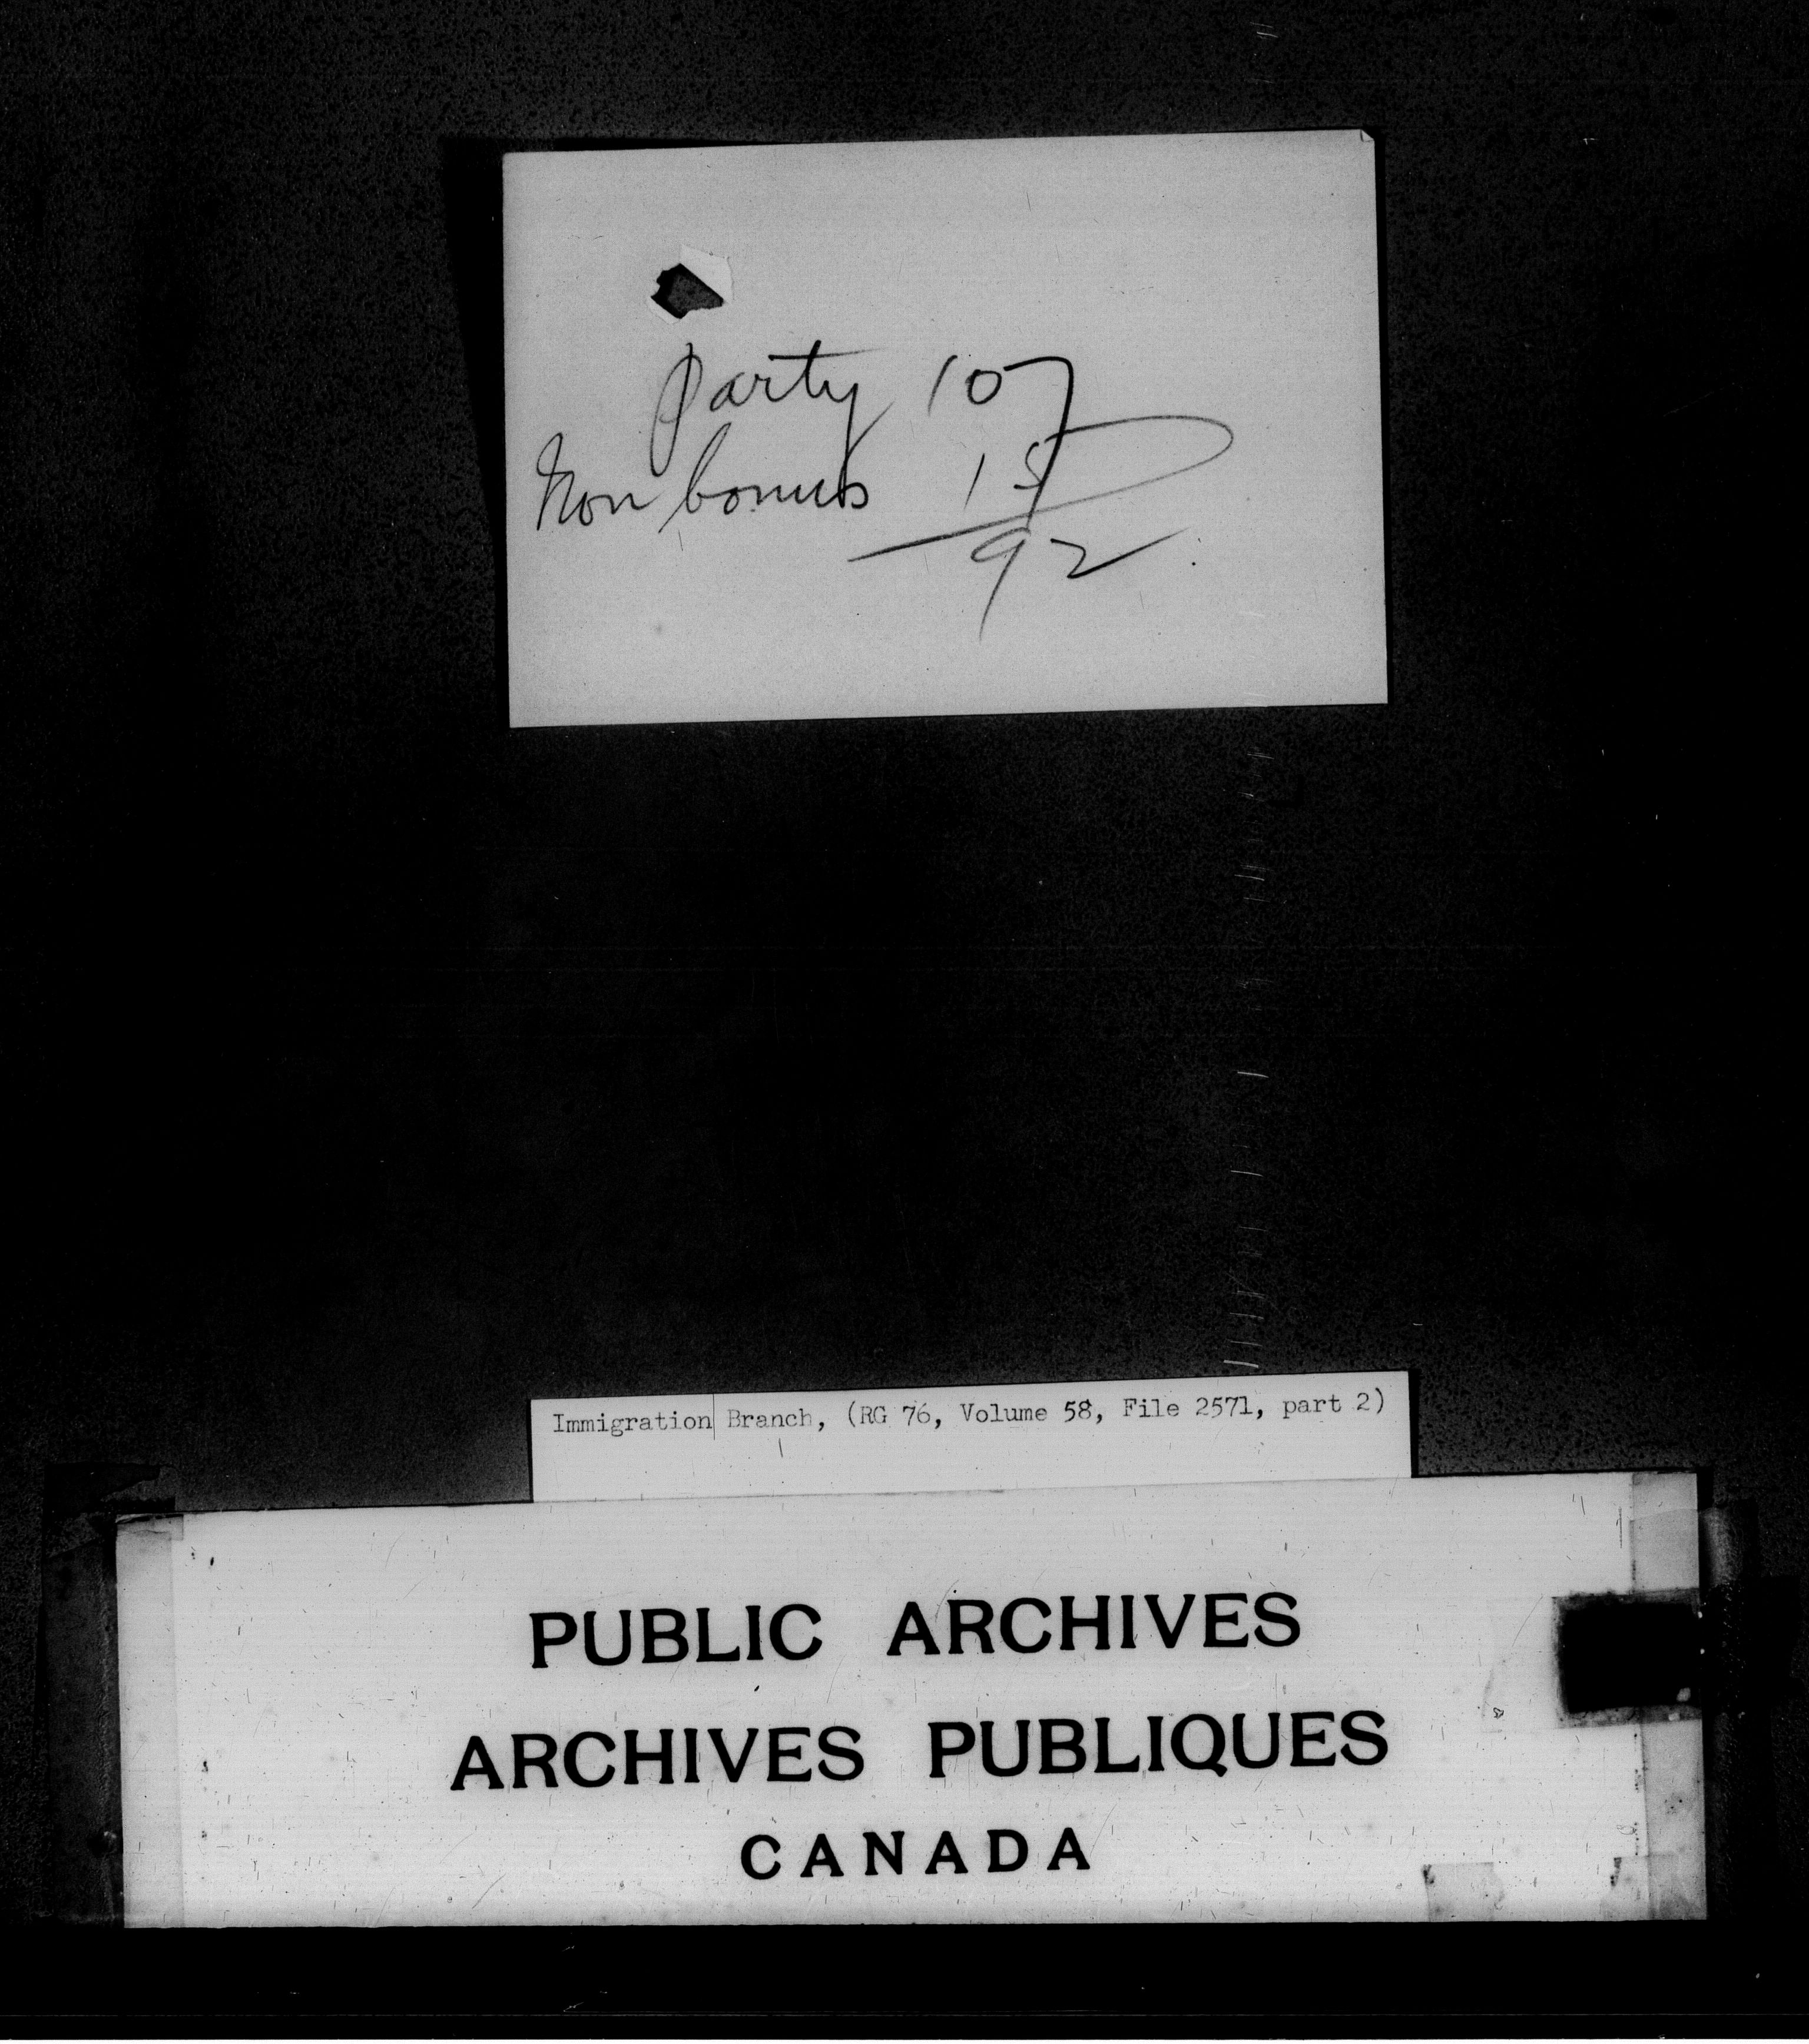 Party 107
Non bonus 15
92
Immigration Branch, (RG 76, Volume 58, File 2571, part 2)
PUBLIC ARCHIVES
ARCHIVES PUBLIQUES
CANADA